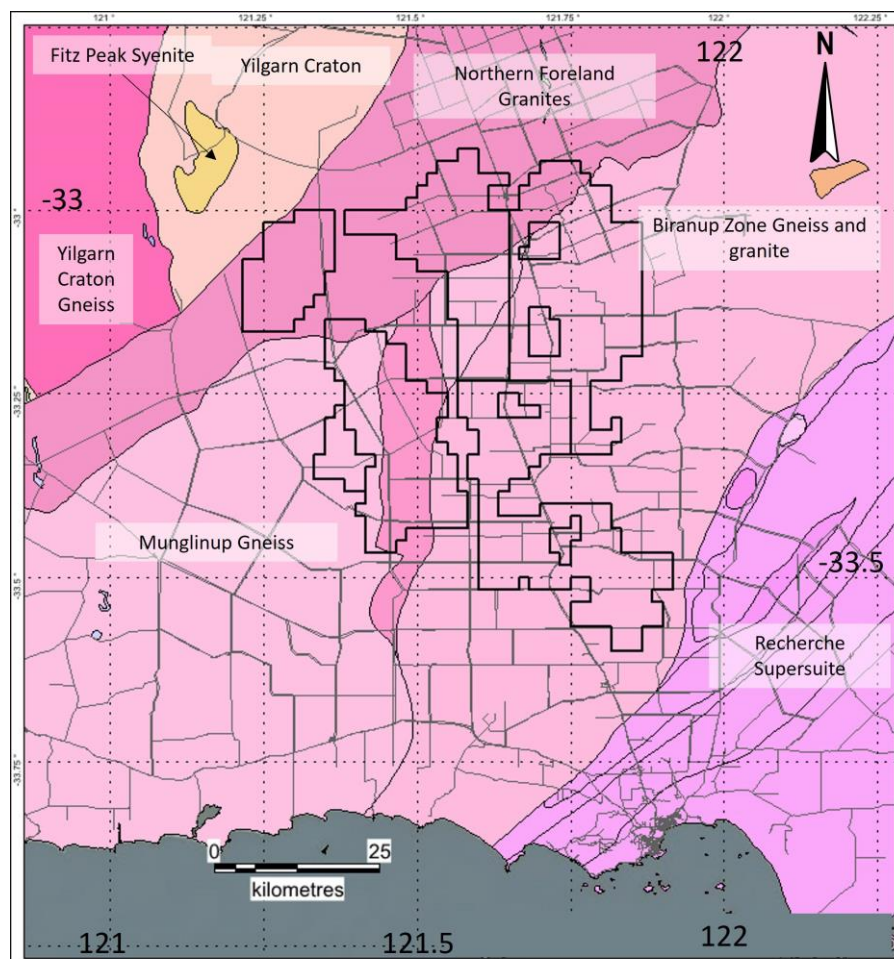 121 °
121.25 °
121.5 °
121.75 °
122 °
122.25 °
Fitz Peak Syenite
Yilgarn Craton
Northern Foreland
Granites
122
N
-33 °
-33
Biranup Zone Gneiss and
granite
Yilgarn
Craton
Gneiss
-33.25 °
Munglinup Gneiss
-33.5 °
-33.5
Recherche
Supersuite
-33.75 °
0
25
kilometres
121
121.5
122